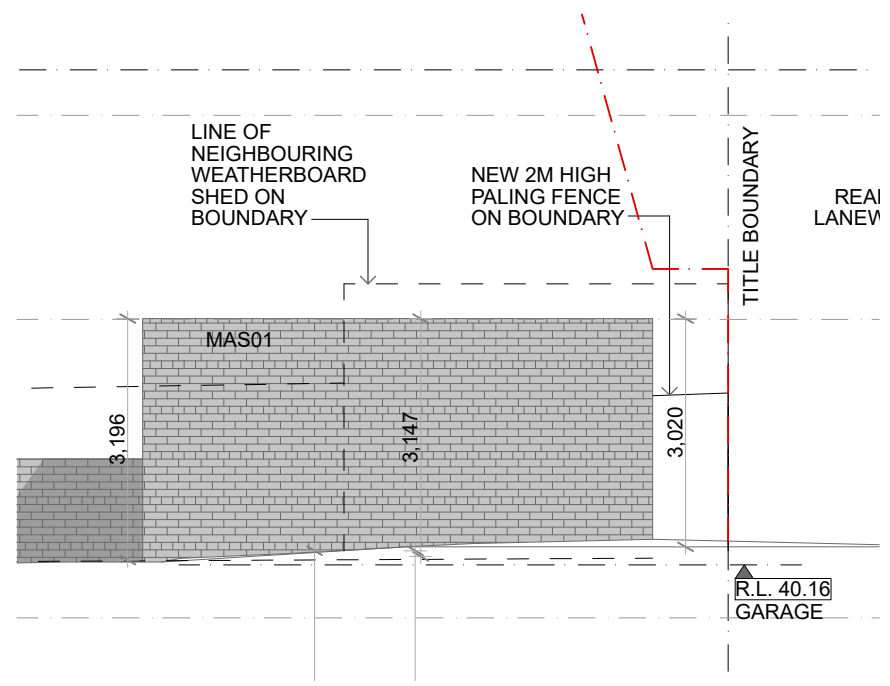 LINE OF
NEIGHBOURING
WEATHERBOARD
SHED ON
BOUNDARY
NEW 2M HIGH
PALING FENCE
ON BOUNDARY
TITLE BOUNDARY
LANEW
MAS01
3,196
3,147
3,020
R.L. 40.16
GARAGE